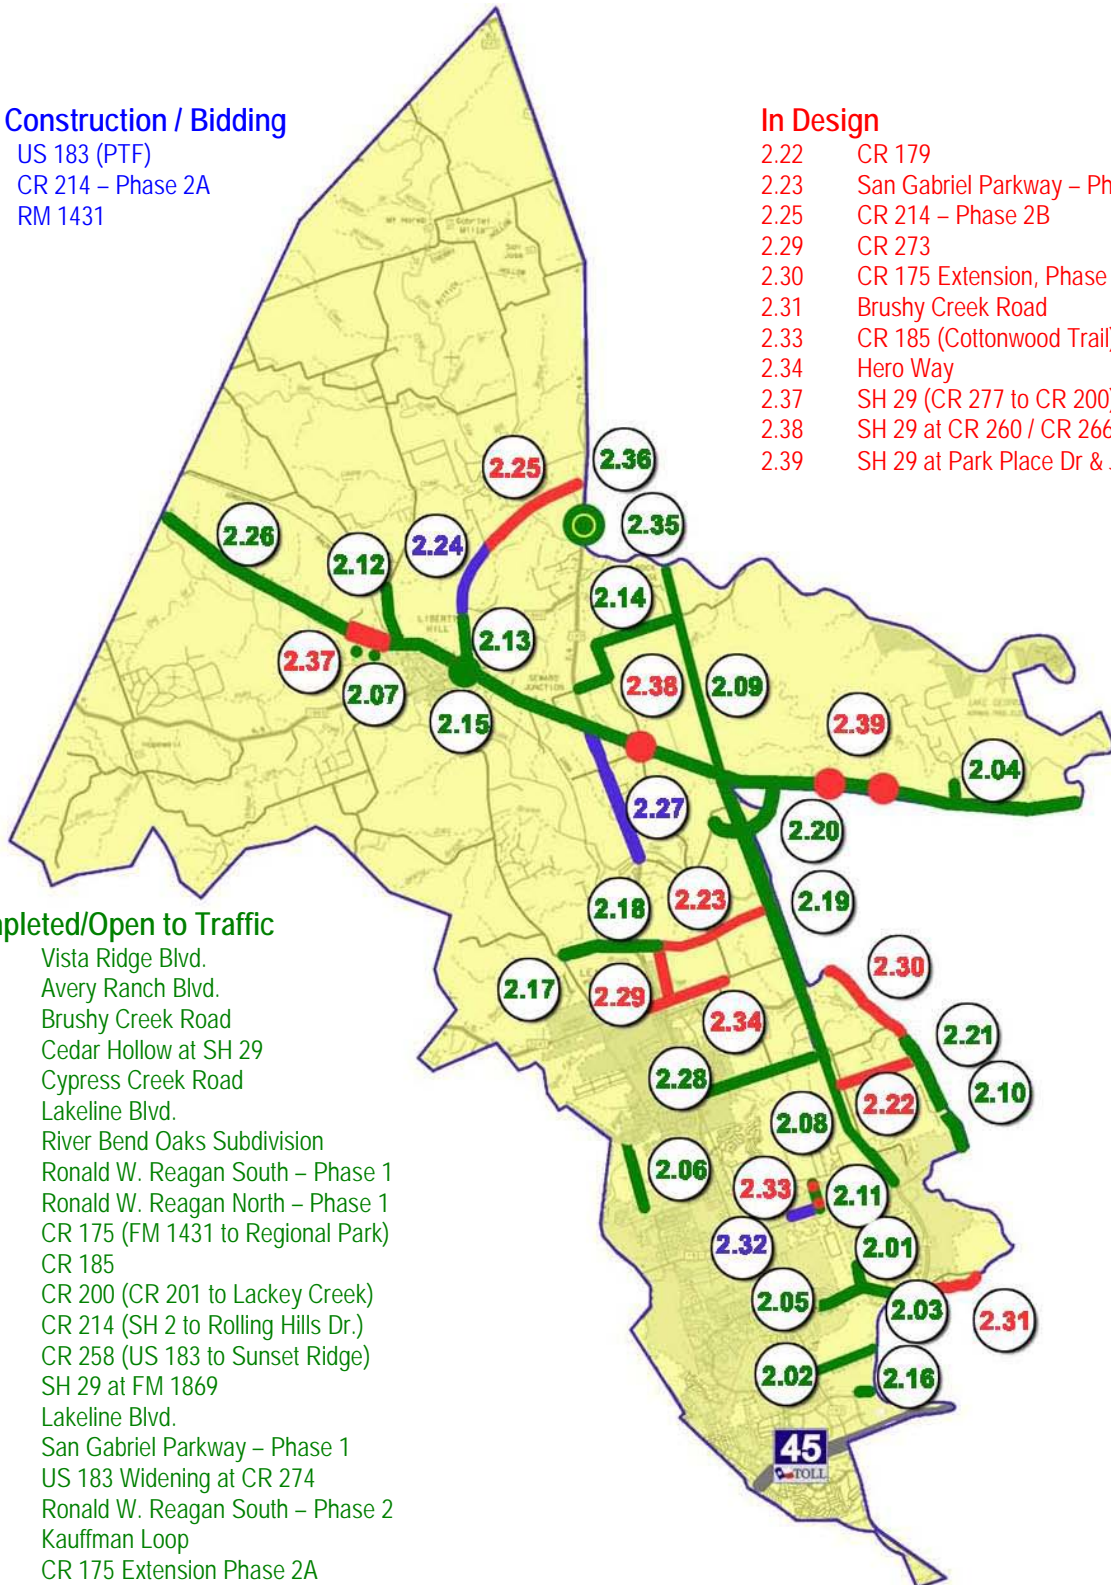 Construction / Bidding
US 183 (PTF)
CR 214 – Phase 2A
RM 1431
In Design
2.22 CR 179
2.23 San Gabriel Parkway – Ph
2.25 CR 214 – Phase 2B
2.29 CR 273
2.30 CR 175 Extension, Phase
2.31 Brushy Creek Road
2.33 CR 185 (Cottonwood Trail)
2.34 Hero Way
2.37 SH 29 (CR 277 to CR 200)
2.38 SH 29 at CR 260 / CR 266
2.39 SH 29 at Park Place Dr &
2.36
2.25
2.35
2.26
2.24
2.12
2.14
LIBERTY
HILL
2.13
2.37
SEWARD
JUNCTION
2.38
2.09
2.07
2.15
2.39
2.04
2.27
2.20
2.23
2.19
2.18
2.30
2.17
2.29
2.34
2.21
2.28
2.10
2.22
2.08
2.06
2.33
2.11
2.32
2.01
2.05
2.03
2.31
2.02
2.16
45
TOLL
pleted/Open to Traffic
Vista Ridge Blvd.
Avery Ranch Blvd.
Brushy Creek Road
Cedar Hollow at SH 29
Cypress Creek Road
Lakeline Blvd.
River Bend Oaks Subdivision
Ronald W. Reagan South – Phase 1
Ronald W. Reagan North – Phase 1
CR 175 (FM 1431 to Regional Park)
CR 185
CR 200 (CR 201 to Lackey Creek)
CR 214 (SH 2 to Rolling Hills Dr.)
CR 258 (US 183 to Sunset Ridge)
SH 29 at FM 1869
Lakeline Blvd.
San Gabriel Parkway – Phase 1
US 183 Widening at CR 274
Ronald W. Reagan South – Phase 2
Kauffman Loop
CR 175 Extension Phase 2A